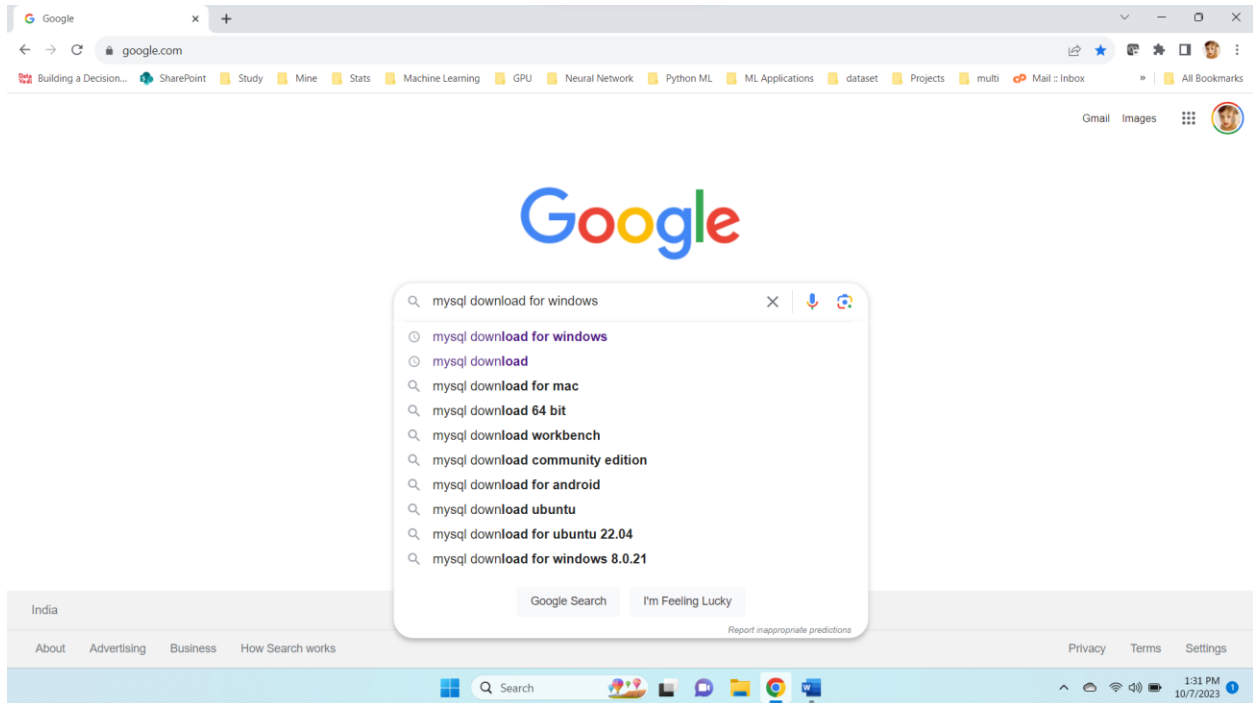 Google
google.com
Building a Decision... SharePoint Study Mine Stats Machine Learning GPU Neural Network Python ML ML Applications dataset Projects multi Mail :: Inbox » All Bookmarks
Gmail Images
Google
mysql download for windows
mysql download for windows
mysql download
mysql download for mac
mysql download 64 bit
mysql download workbench
mysql download community edition
mysql download for android
mysql download ubuntu
mysql download for ubuntu 22.04
mysql download for windows 8.0.21
Google Search I'm Feeling Lucky
Report inappropriate predictions
India
About Advertising Business How Search works Privacy Terms Settings
Search
1:31 PM
10/7/2023
1